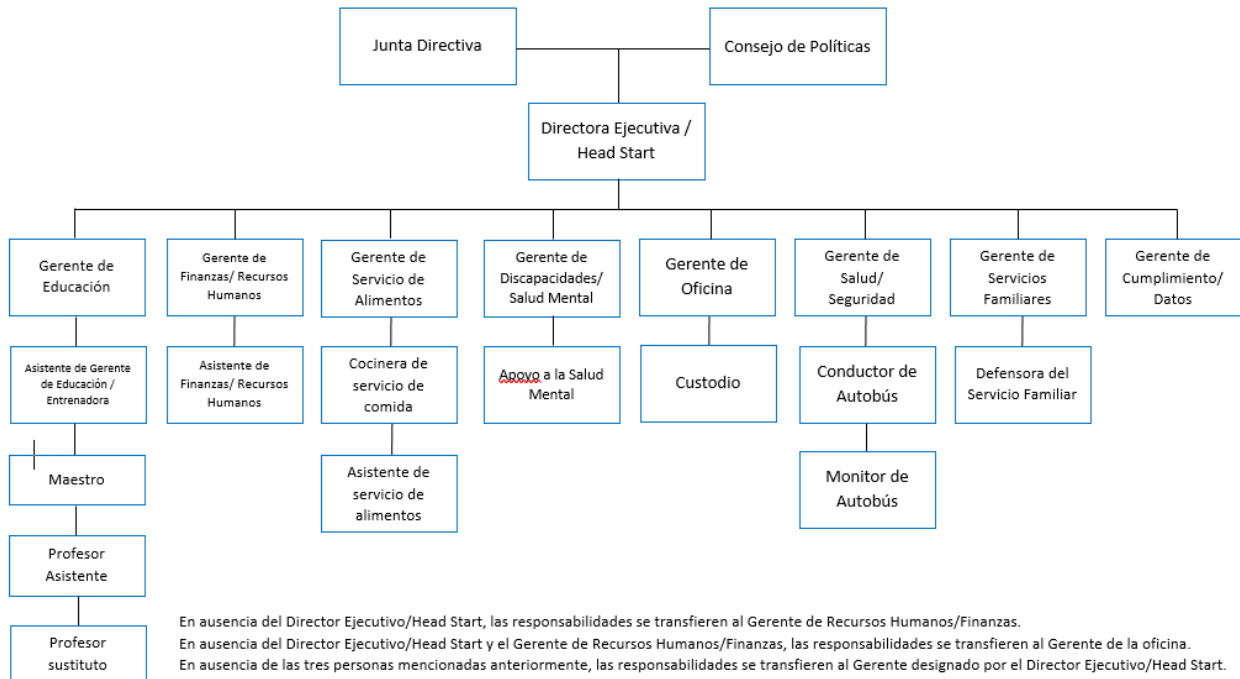 Junta Directiva
Consejo de Políticas
Directora Ejecutiva /
Head Start
Gerente de
Educación
Gerente de
Finanzas/ Recursos
Humanos
Gerente de
Servicio de
Alimentos
Gerente de
Discapacidades/
Salud Mental
Gerente de
Oficina
Gerente de
Salud/
Seguridad
Gerente de
Servicios
Familiares
Gerente de
Cumplimiento/
Datos
Asistente de Gerente
de Educación /
Entrenadora
Asistente de
Finanzas/ Recursos
Humanos
Cocinera de
servicio de
comida
Apoyo a la Salud
Mental
Custodio
Conductor de
Autobús
Defensora del
Servicio Familiar
Maestro
Asistente de
servicio de
alimentos
Monitor de
Autobús
Profesor
Asistente
Profesor
sustituto
En ausencia del Director Ejecutivo/Head Start, las responsabilidades se transfieren al Gerente de Recursos Humanos/Finanzas.
En ausencia del Director Ejecutivo/Head Start y el Gerente de Recursos Humanos/Finanzas, las responsabilidades se transfieren al Gerente de la oficina.
En ausencia de las tres personas mencionadas anteriormente, las responsabilidades se transfieren al Gerente designado por el Director Ejecutivo/Head Start.